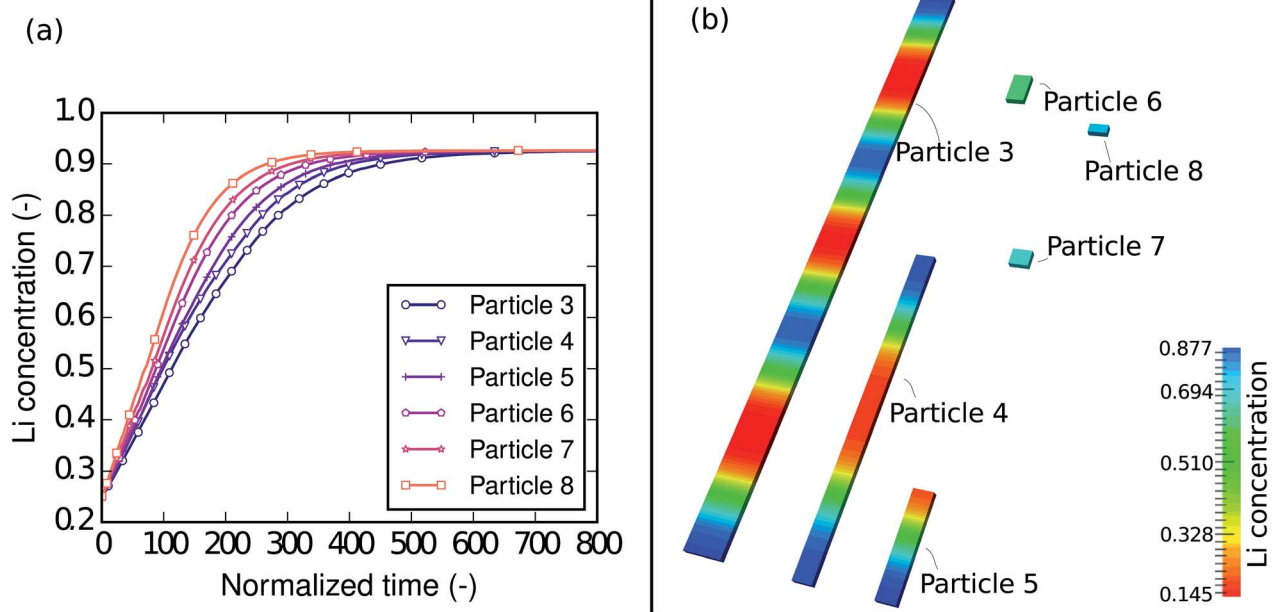 (a)
1.0
0.9
0.8
0.7
0.6
0.5
0.4
0.3
0.2
Li concentration (-)
0 100 200 300 400 500 600 700 800
Normalized time (-)
Particle 3
Particle 4
Particle 5
Particle 6
Particle 7
Particle 8
(b)
Particle 6
Particle 3
Particle 8
Particle 7
Particle 4
Particle 5
0.877
0.694
0.510
0.328
0.145
Li concentration